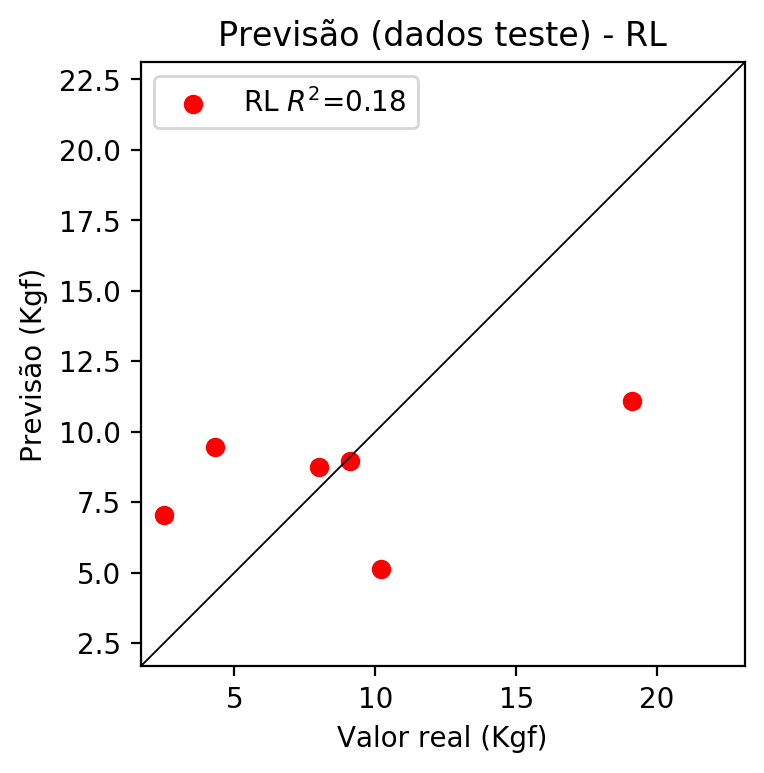 Previsão (dados teste) - RL
RL R²=0.18
22.5
20.0
17.5
15.0
12.5
10.0
7.5
5.0
2.5
Previsão (Kgf)
5 10 15 20
Valor real (Kgf)